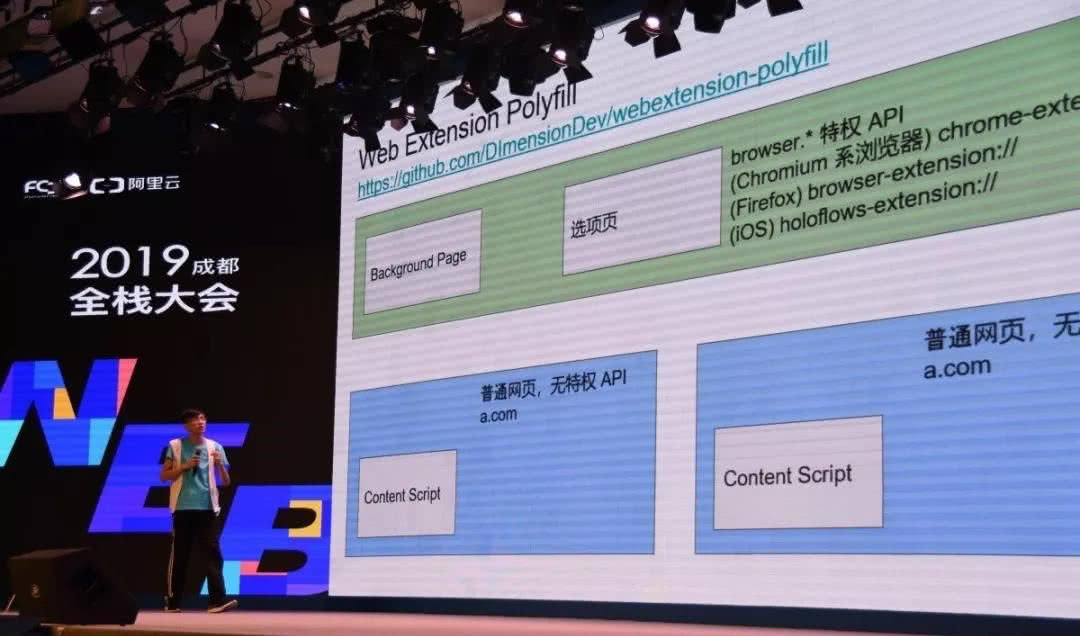 FC
阿里云
2019成都
全栈大会
WEB
Web Extension Polyfill
https://github.com/DImensionDev/webextension-polyfill
Background Page
选项页
browser.* 特权 API
(Chromium 系浏览器) chrome-exte
(Firefox) browser-extension://
(iOS) holoflows-extension://
普通网页，无特权 API
a.com
Content Script
普通网页，无
a.com
Content Script